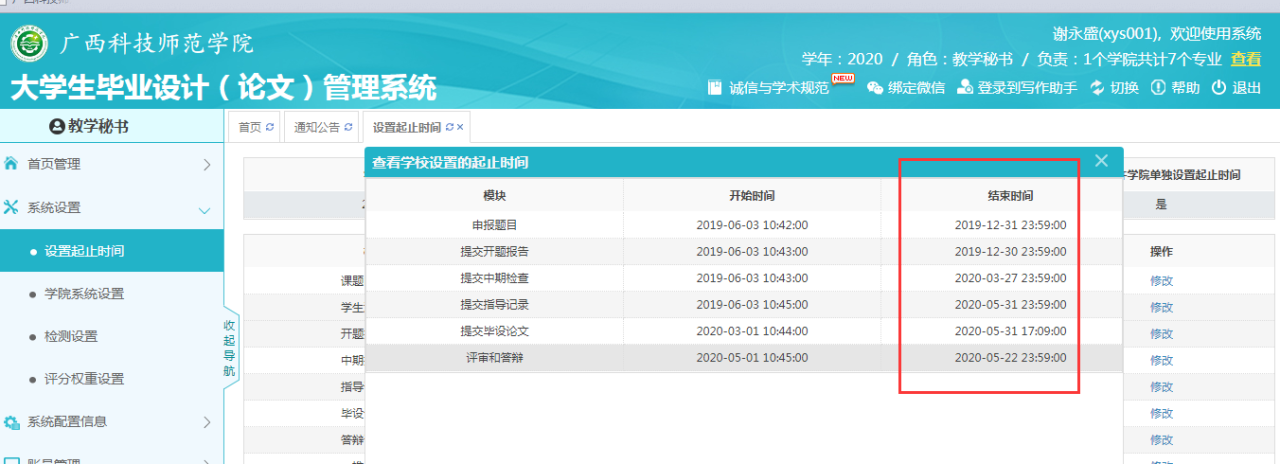 广西科技师范学院
大学生毕业设计（论文）管理系统
谢永盛(xys001)，欢迎使用系统
学年：2020 / 角色：教学秘书 / 负责：1个学院共计7个专业 查看
诚信与学术规范 NEW 绑定微信 登录到写作助手 切换 帮助 退出
教学秘书
首页 通知公告 设置起止时间
首页管理
系统设置
设置起止时间
学院系统设置
检测设置
评分权重设置
系统配置信息
收起导航
查看学校设置的起止时间
模块 开始时间 结束时间
申报题目 2019-06-03 10:42:00 2019-12-31 23:59:00
提交开题报告 2019-06-03 10:43:00 2019-12-30 23:59:00
提交中期检查 2019-06-03 10:43:00 2020-03-27 23:59:00
提交指导记录 2019-06-03 10:45:00 2020-05-31 23:59:00
提交毕设论文 2020-03-01 10:44:00 2020-05-31 17:09:00
评审和答辩 2020-05-01 10:45:00 2020-05-22 23:59:00
学院单独设置起止时间
是
操作
课题 修改
学生 修改
开题 修改
中期 修改
指导 修改
毕设 修改
答辩 修改